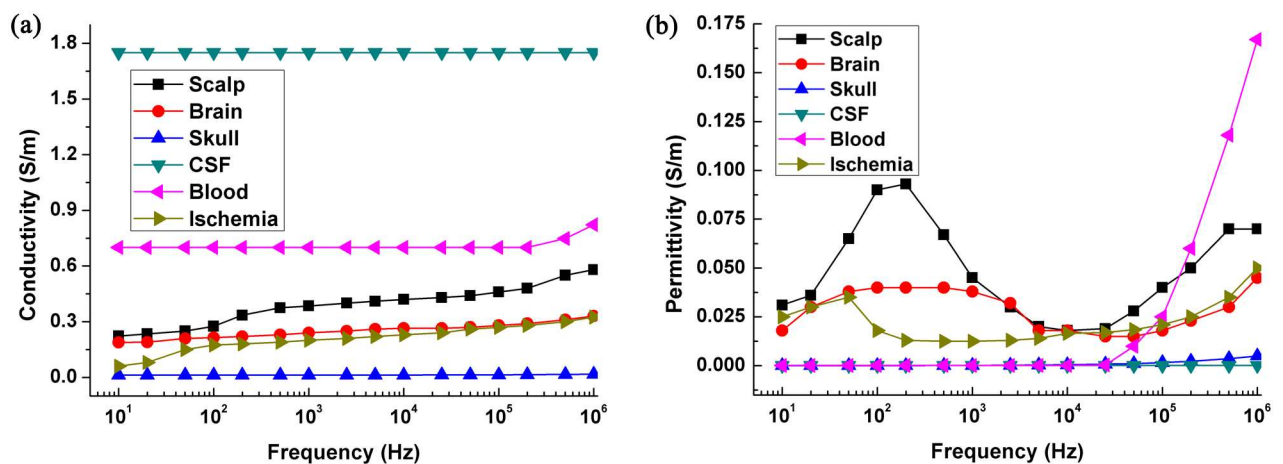 (a)
Conductivity (S/m)
1.8
1.5
1.2
0.9
0.6
0.3
0.0
Scalp
Brain
Skull
CSF
Blood
Ischemia
10^1 10^2 10^3 10^4 10^5 10^6
Frequency (Hz)
(b)
Permittivity (S/m)
0.175
0.150
0.125
0.100
0.075
0.050
0.025
0.000
Scalp
Brain
Skull
CSF
Blood
Ischemia
10^1 10^2 10^3 10^4 10^5 10^6
Frequency (Hz)